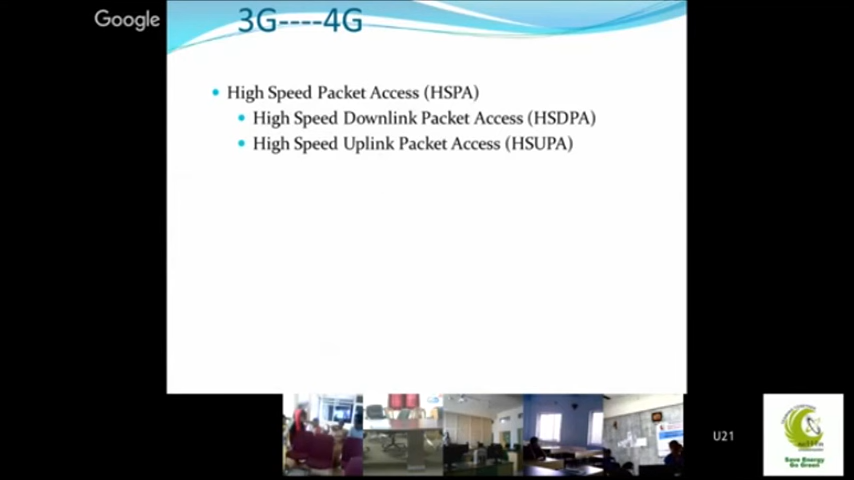 Google
3G----4G
High Speed Packet Access (HSPA)
High Speed Downlink Packet Access (HSDPA)
High Speed Uplink Packet Access (HSUPA)
U21
Save Energy
Go Green